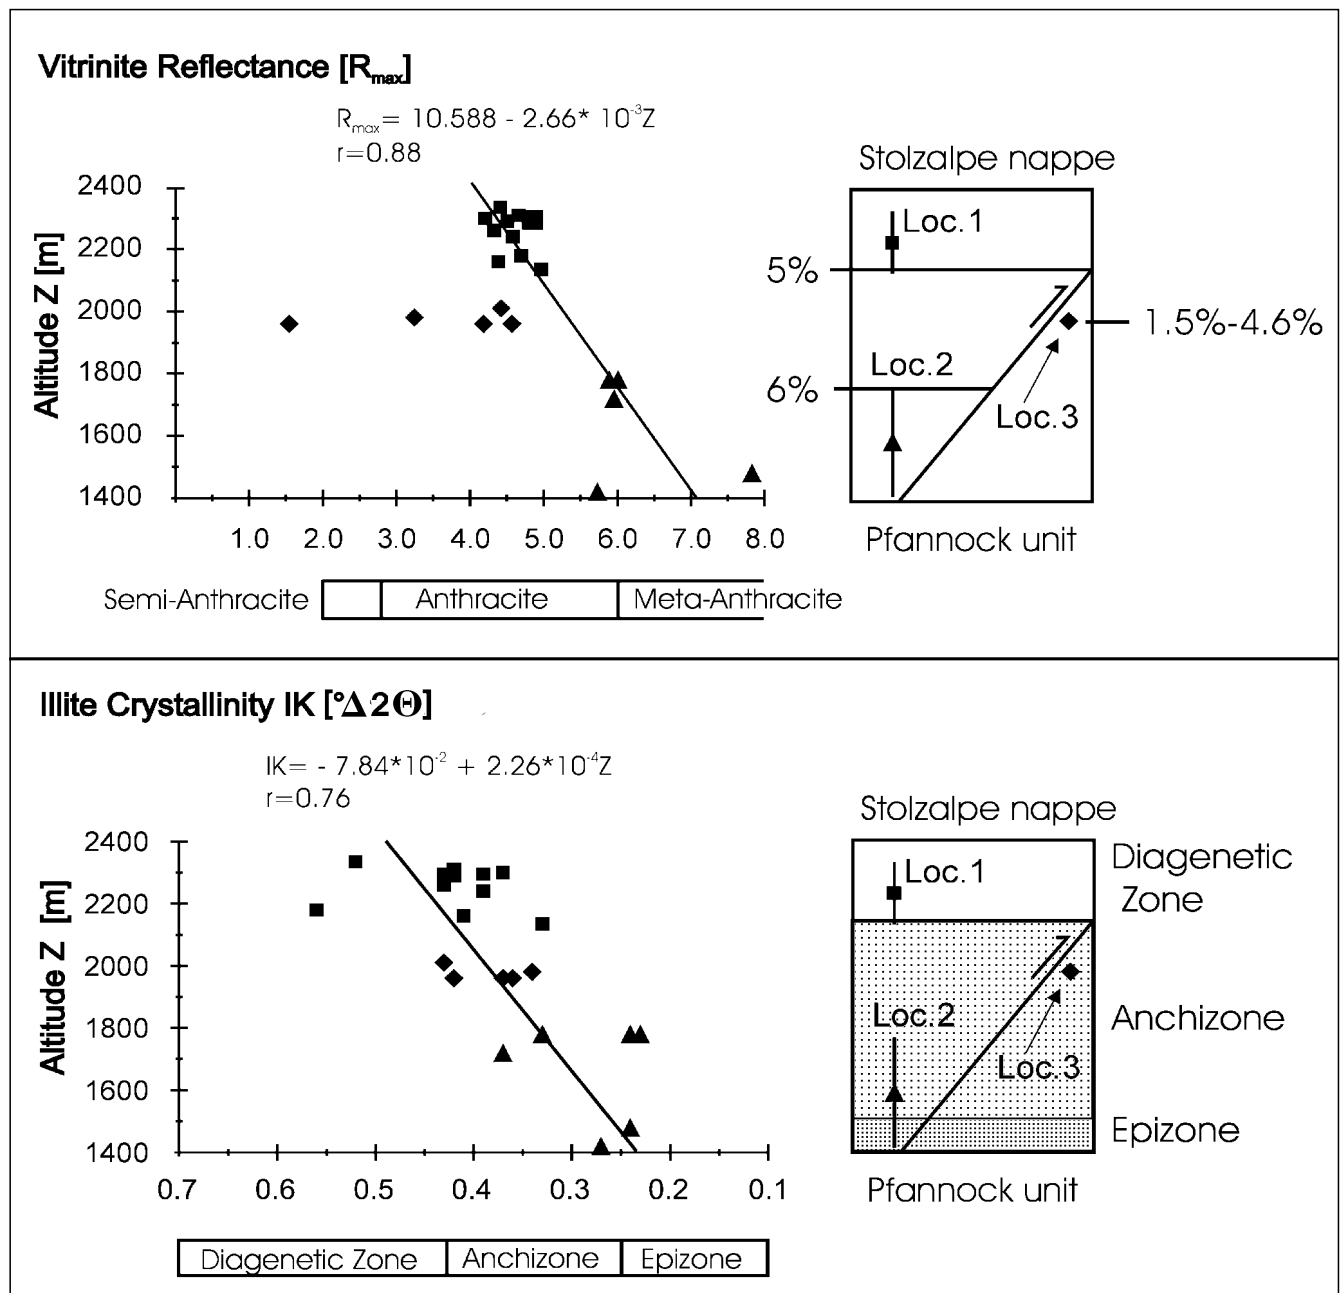 Vitrinite Reflectance [Rmax]
Rmax= 10.588 - 2.66* 10-3Z
r=0.88
Altitude Z [m]
2400
2200
2000
1800
1600
1400
1.0 2.0 3.0 4.0 5.0 6.0 7.0 8.0
Semi-Anthracite Anthracite Meta-Anthracite
Stolzalpe nappe
Loc.1
5%
1.5%-4.6%
Loc.2
6%
Loc.3
Pfannock unit
Illite Crystallinity IK [°Δ2Θ]
IK= - 7.84*10-2 + 2.26*10-4Z
r=0.76
Altitude Z [m]
2400
2200
2000
1800
1600
1400
0.7 0.6 0.5 0.4 0.3 0.2 0.1
Diagenetic Zone Anchizone Epizone
Stolzalpe nappe
Diagenetic
Zone
Loc.1
Loc.2
Anchizone
Loc.3
Epizone
Pfannock unit